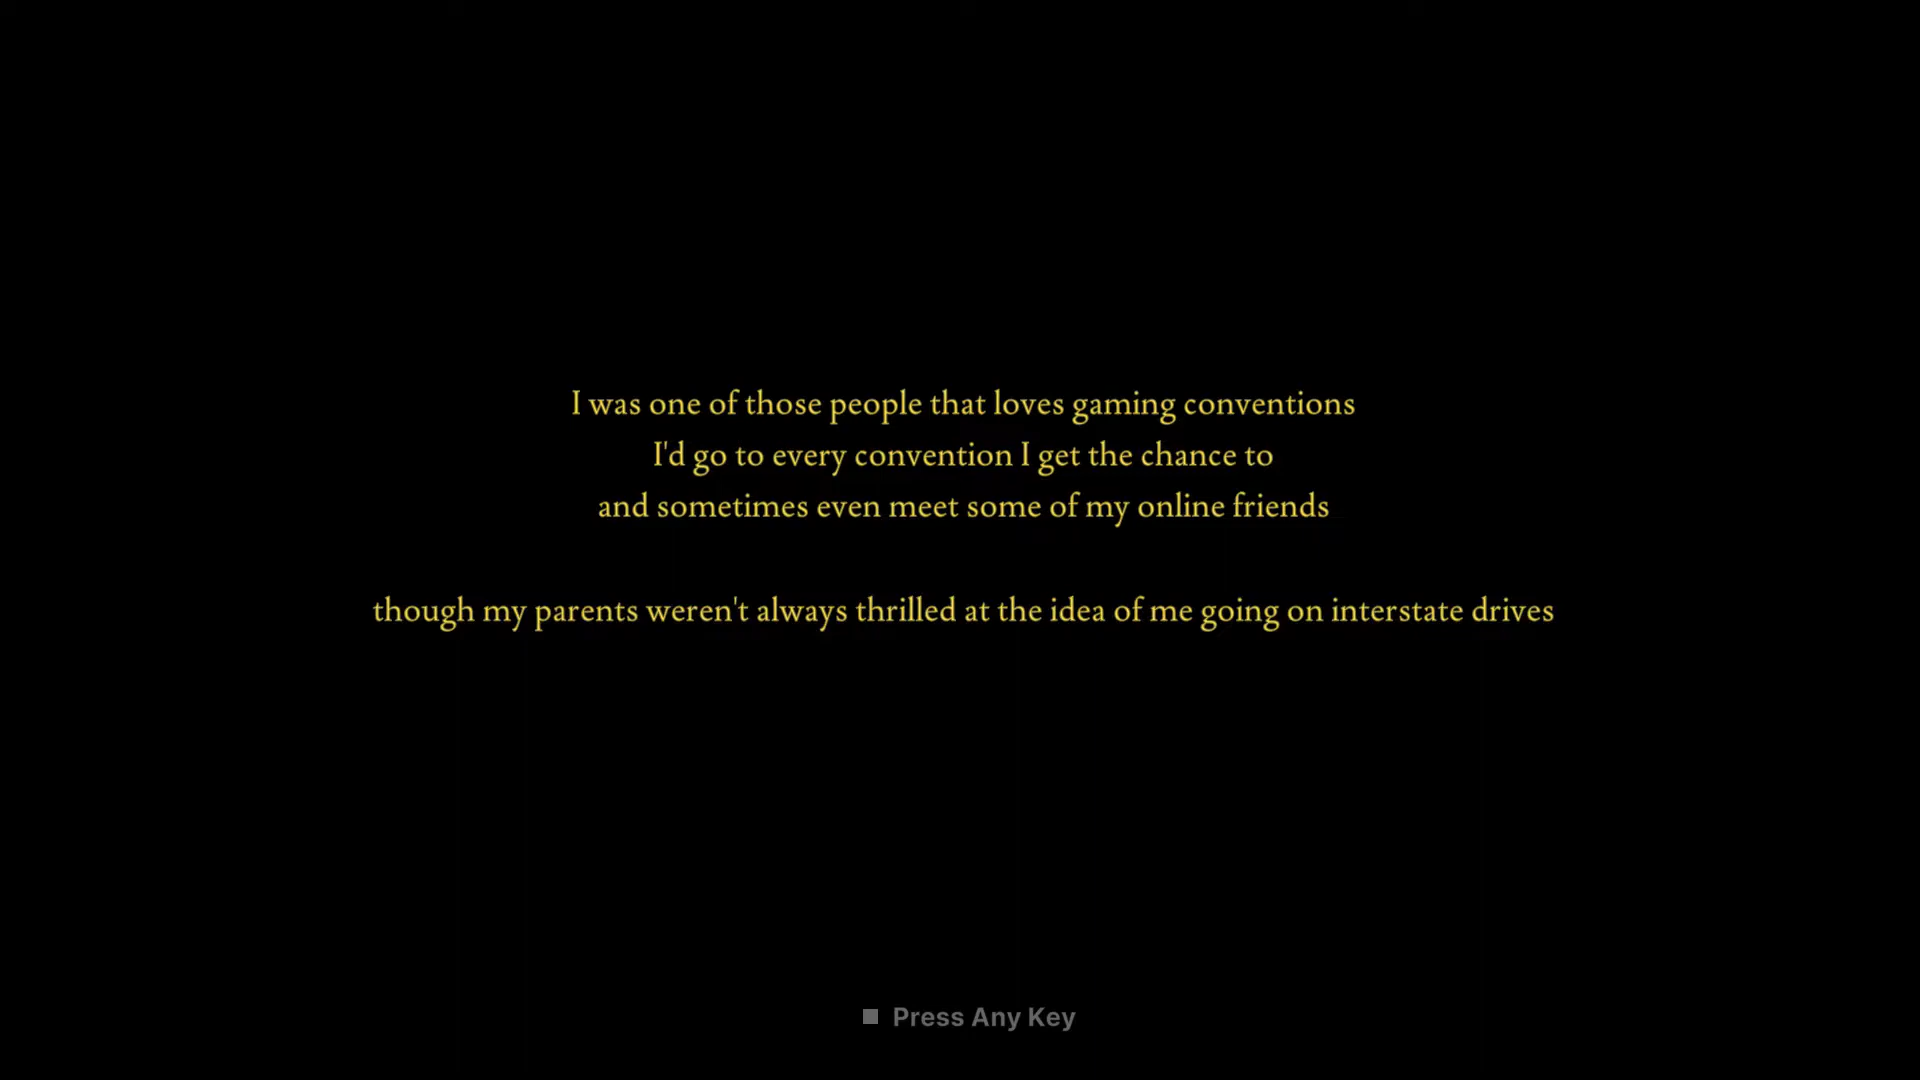 I was one of those people that loves gaming conventions
I'd go to every convention I get the chance to
and sometimes even meet some of my online friends
though my parents weren't always thrilled at the idea of me going on interstate drives
Press Any Key